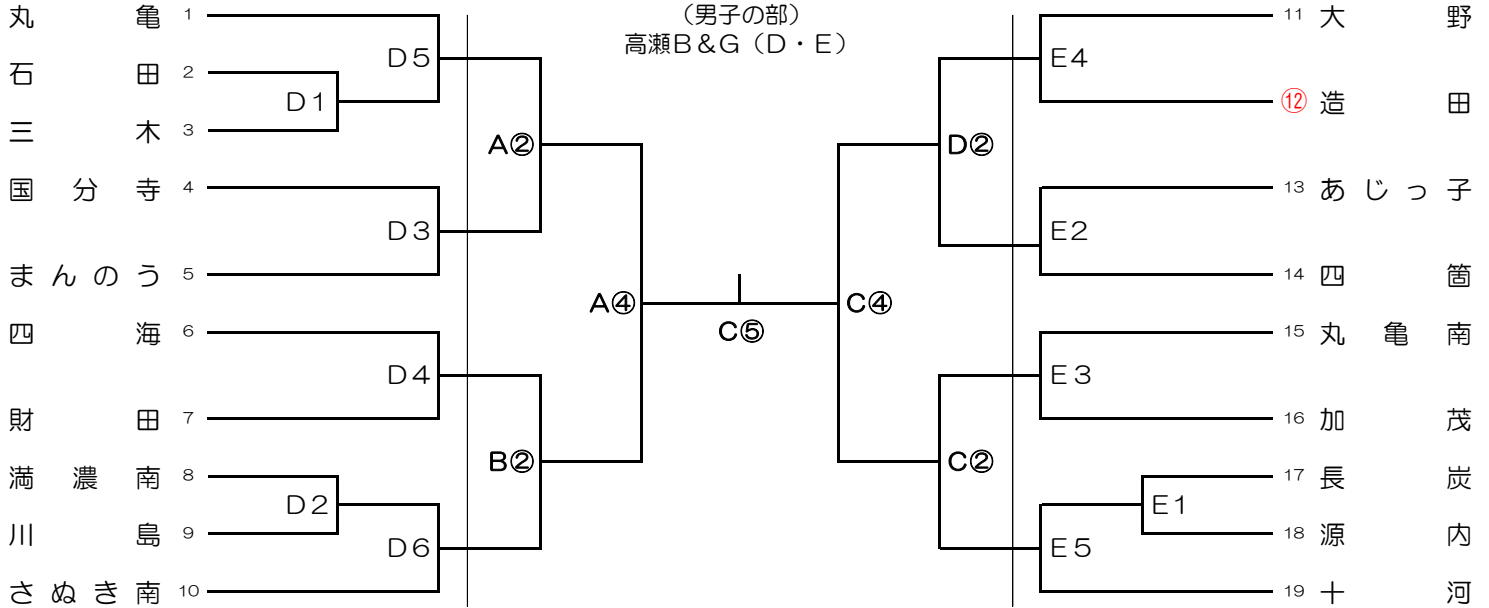 (男子の部)
高瀬B&G(D・E)
丸亀 1
石田 2
三木 3
国分寺 4
まんのう 5
四海 6
財田 7
満濃南 8
川島 9
さぬき南 10
D5
D1
D3
D4
D2
D6
A②
B②
A④
C⑤
C④
D②
C②
E4
E2
E3
E1
E5
11 大野
⑫ 造田
13 あじっ子
14 四箇
15 丸亀南
16 加茂
17 長炭
18 源内
19 十河